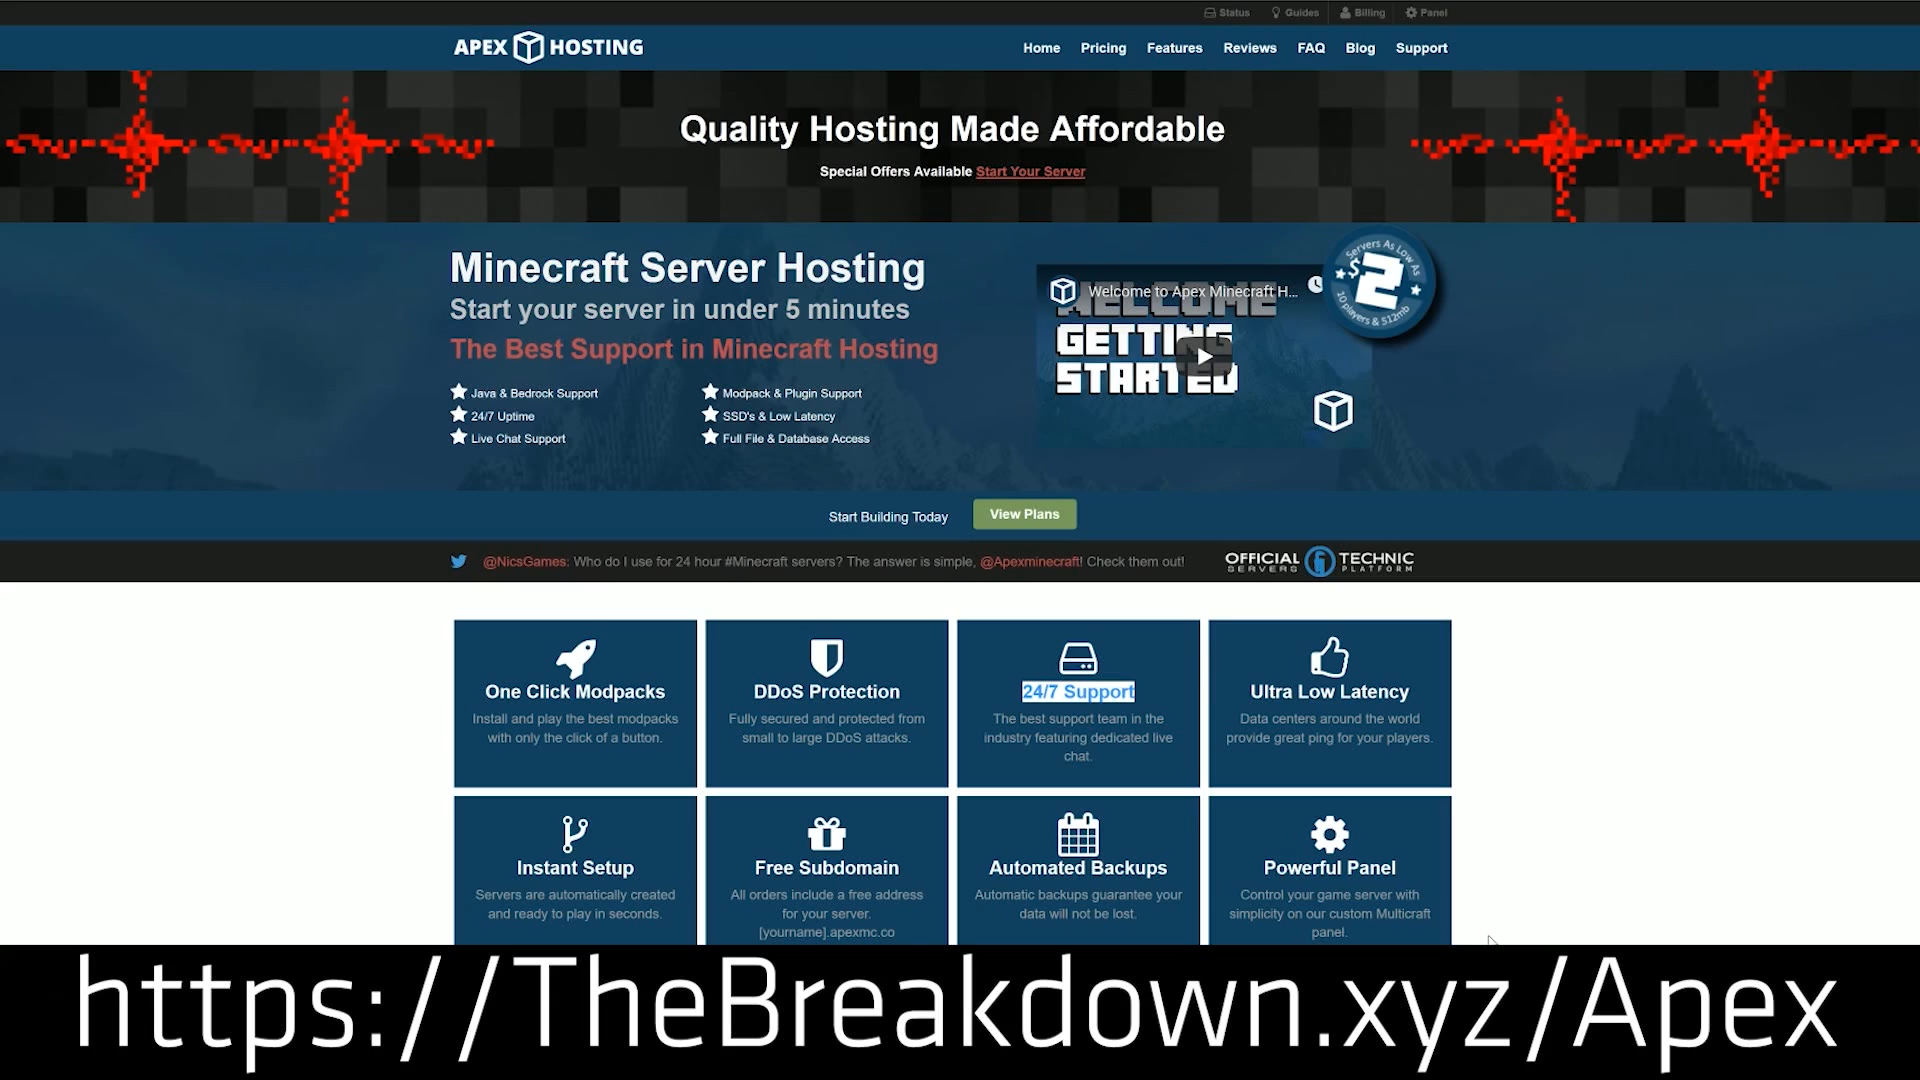 Status Guides Billing Panel
APEX HOSTING
Home Pricing Features Reviews FAQ Blog Support
Quality Hosting Made Affordable
Special Offers Available Start Your Server
Minecraft Server Hosting
Start your server in under 5 minutes
The Best Support in Minecraft Hosting
Java & Bedrock Support
Modpack & Plugin Support
24/7 Uptime
SSD's & Low Latency
Live Chat Support
Full File & Database Access
Welcome to Apex Minecraft H...
WELCOME
GETTING
STARTED
Servers As Low As
$2
10 players & 512mb
Start Building Today
View Plans
@NicsGames: Who do I use for 24 hour #Minecraft servers? The answer is simple, @Apexminecraft! Check them out!
OFFICIAL SERVERS TECHNIC PLATFORM
One Click Modpacks
Install and play the best modpacks
with only the click of a button.
DDoS Protection
Fully secured and protected from
small to large DDoS attacks.
24/7 Support
The best support team in the
industry featuring dedicated live
chat.
Ultra Low Latency
Data centers around the world
provide great ping for your players.
Instant Setup
Servers are automatically created
and ready to play in seconds.
Free Subdomain
All orders include a free address
for your server.
[yourname].apexmc.co
Automated Backups
Automatic backups guarantee your
data will not be lost.
Powerful Panel
Control your game server with
simplicity on our custom Multicraft
panel.
https://TheBreakdown.xyz/Apex